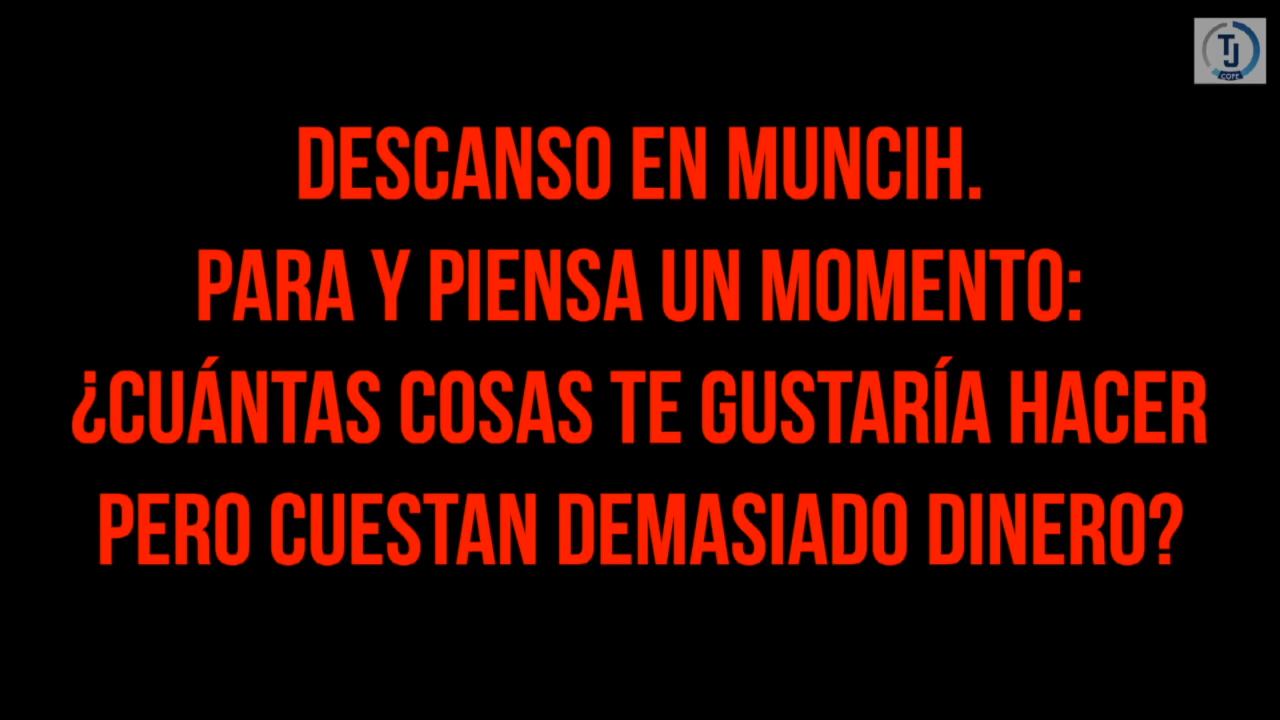 TJ
COPE
DESCANSO EN MUNCIH.
PARA Y PIENSA UN MOMENTO:
¿CUÁNTAS COSAS TE GUSTARÍA HACER
PERO CUESTAN DEMASIADO DINERO?